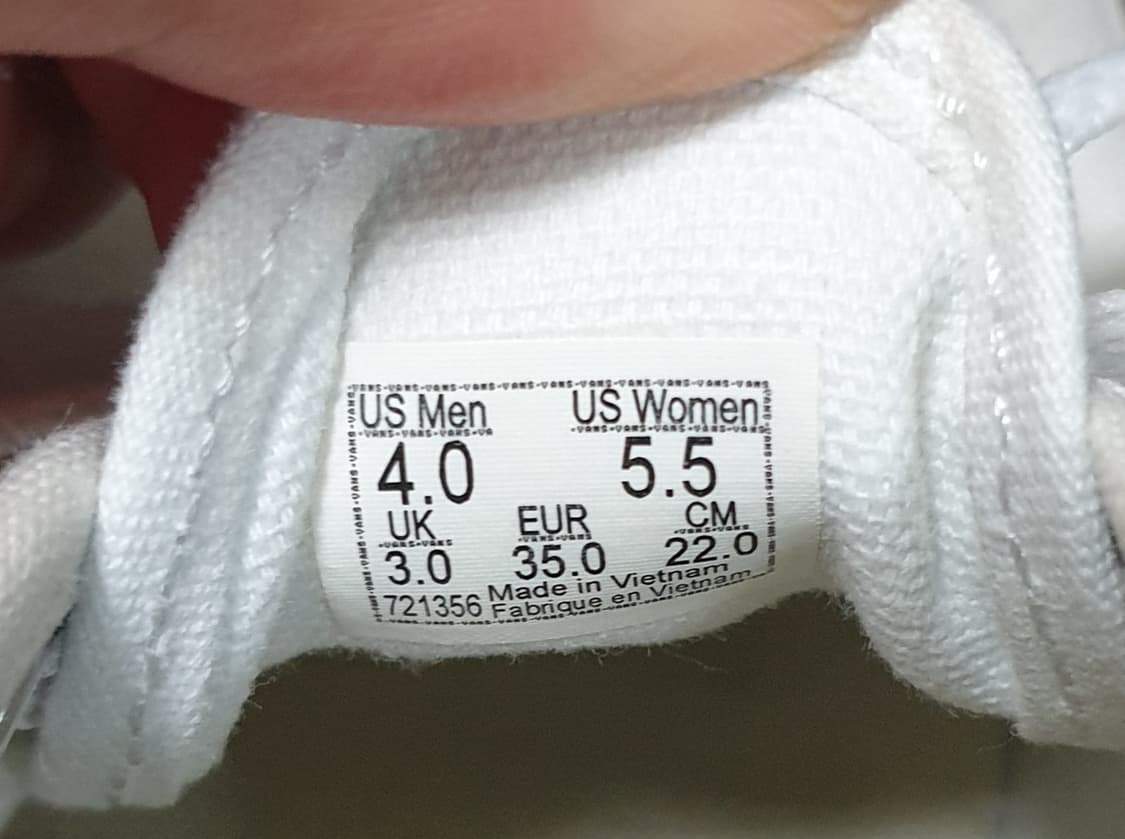 US Men US Women
4.0 5.5
UK EUR CM
3.0 35.0 22.0
721356 Made in Vietnam
Fabrique en Vietnam